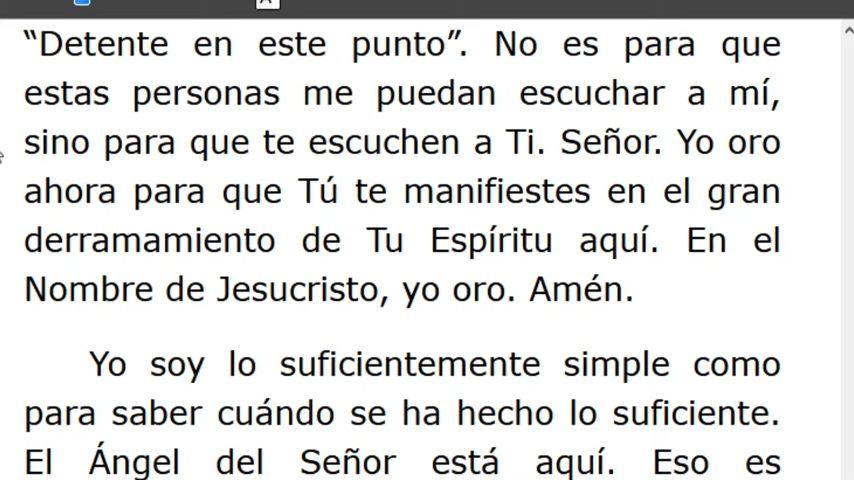 “Detente en este punto”. No es para que
estas personas me puedan escuchar a mí,
sino para que te escuchen a Ti. Señor. Yo oro
ahora para que Tú te manifiestes en el gran
derramamiento de Tu Espíritu aquí. En el
Nombre de Jesucristo, yo oro. Amén.
Yo soy lo suficientemente simple como
para saber cuándo se ha hecho lo suficiente.
El Ángel del Señor está aquí. Eso es